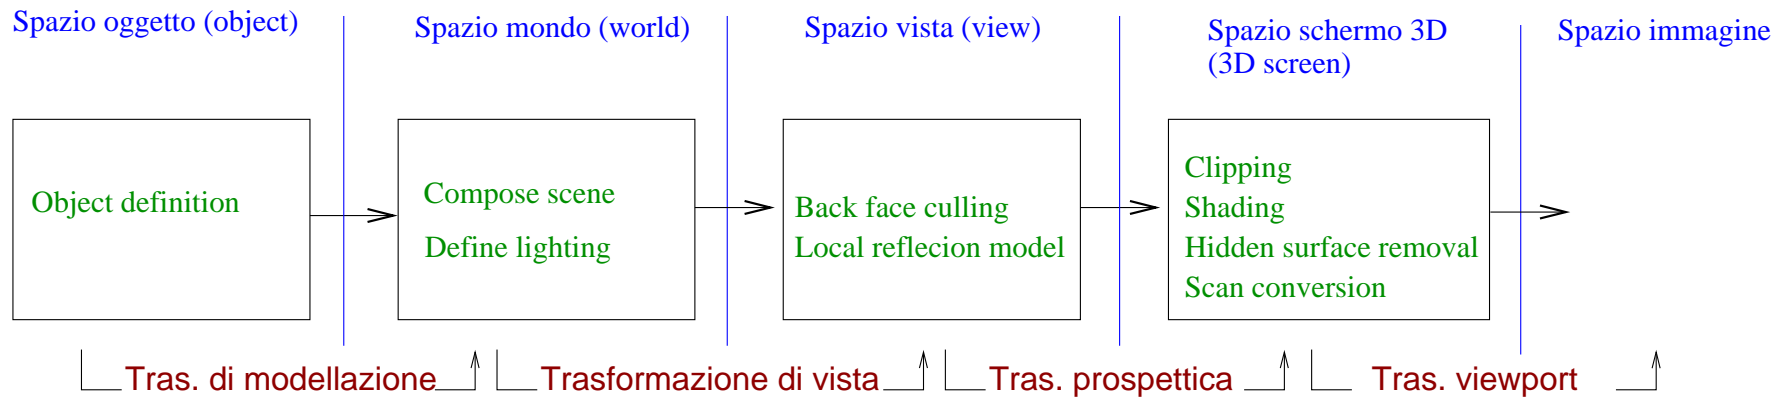 Spazio oggetto (object)
Spazio mondo (world)
Spazio vista (view)
Spazio schermo 3D
(3D screen)
Spazio immagine
Object definition
Compose scene
Define lighting
Back face culling
Local reflecion model
Clipping
Shading
Hidden surface removal
Scan conversion
Tras. di modellazione
Trasformazione di vista
Tras. prospettica
Tras. viewport